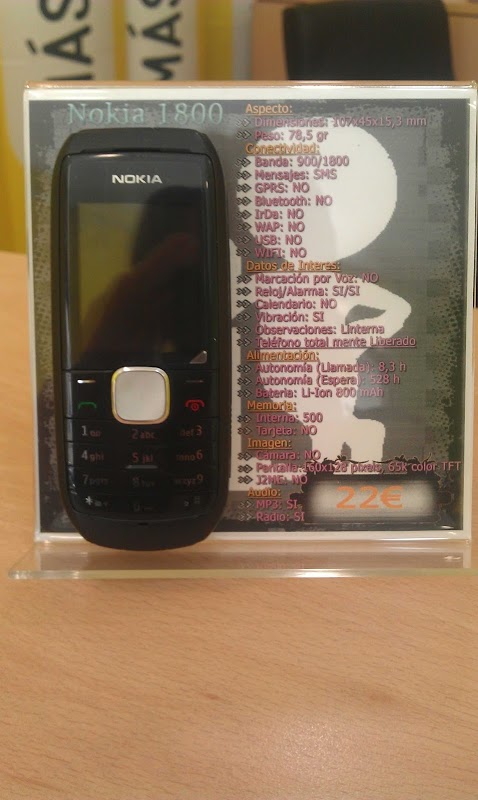 MÁS
MÁS
Nokia 1800
NOKIA
Aspecto:
Dimensiones: 107x45x15,3 mm
Peso: 78,5 gr
Conectividad:
Banda: 900/1800
Mensajes: SMS
GPRS: NO
Bluetooth: NO
IrDa: NO
WAP: NO
USB: NO
WIFI: NO
Datos de Interes:
Marcación por Voz: NO
Reloj/Alarma: SI/SI
Calendario: NO
Vibración: SI
Observaciones: Linterna
Teléfono total mente Liberado
Alimentación:
Autonomía (Llamada): 8,3 h
Autonomía (Espera): 528 h
Bateria: Li-Ion 800 mAh
Memoria:
Interna: 500
Tarjeta: NO
Imagen:
Cámara: NO
Pantalla: 160x128 pixels, 65K color TFT
J2ME: NO
Audio:
MP3: SI
Radio: SI
22€
1 2 abc def 3
4 ghi 5 jkl mno 6
7 pqrs 8 tuv wxyz 9